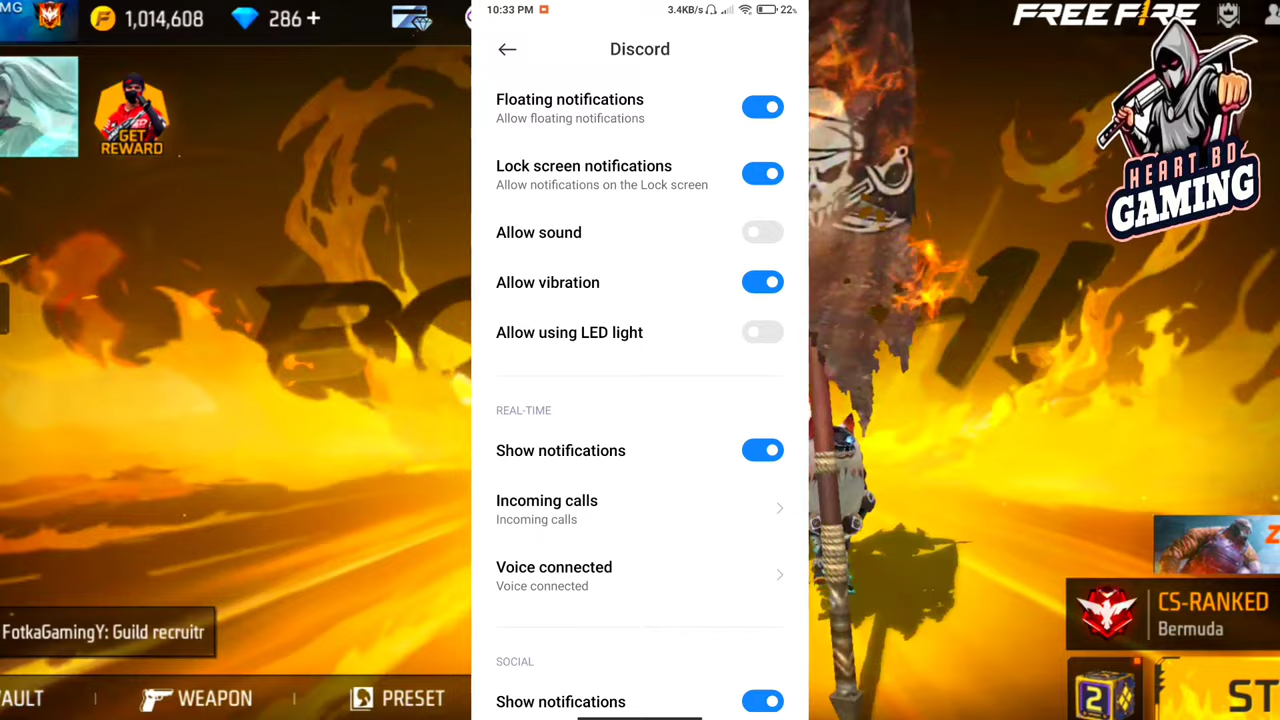 MG
1,014,608
286 +
GET
REWARD
FotkaGamingY: Guild recruitr
AULT
WEAPON
PRESET
10:33 PM
3.4KB/s
22%
Discord
Floating notifications
Allow floating notifications
Lock screen notifications
Allow notifications on the Lock screen
Allow sound
Allow vibration
Allow using LED light
REAL-TIME
Show notifications
Incoming calls
Incoming calls
Voice connected
Voice connected
SOCIAL
Show notifications
FREE FIRE
HEART BD
GAMING
Z
CS-RANKED
Bermuda
2
ST